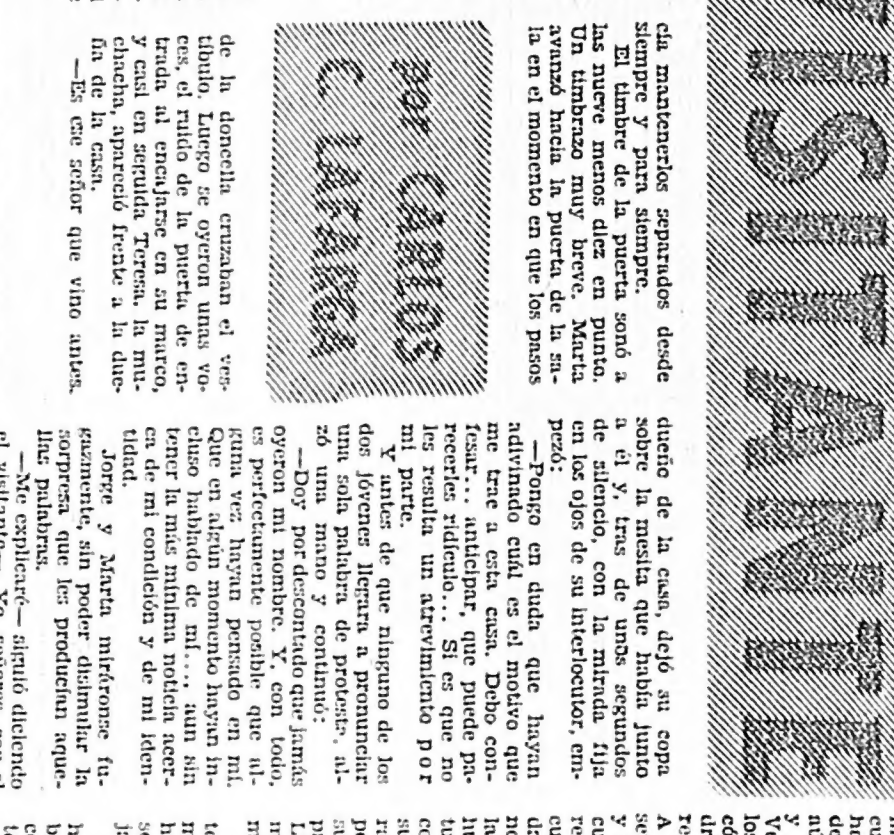 ISITANTE
cía mantenerlos separados desde
siempre y para siempre.
El timbre de la puerta sonó a
las nueve menos diez en punto.
Un timbrazo muy breve. Marta
avanzó hacia la puerta de la sa-
la en el momento en que los pasos
por CARLOS
C. LAFARGA
de la doncella cruzaban el ves-
tíbulo. Luego se oyeron unas vo-
ces, el ruido de la puerta de en-
trada al encajarse en su marco,
y casi en seguida Teresa, la mu-
chacha, apareció frente a la due-
ña de la casa.
—Es ese señor que vino antes.
dueño de la casa, dejó su copa
sobre la mesita que había junto
a él y, tras de unos segundos
de silencio, con la mirada fija
en los ojos de su interlocutor, em-
pezó:
—Pongo en duda que hayan
adivinado cuál es el motivo que
me trae a esta casa. Debo con-
fesar... anticipar, que puede pa-
recerles ridículo... Si es que no
les resulta un atrevimiento por
mi parte.
Y antes de que ninguno de los
dos jóvenes llegara a pronunciar
una sola palabra de protesta, al-
zó una mano y continuó:
—Doy por descontado que jamás
oyeron mi nombre. Y, con todo,
es perfectamente posible que al-
guna vez hayan pensado en mí.
Que en algún momento hayan in-
cluso hablado de mí..., aun sin
tener la más mínima noticia acer-
ca de mi condición y de mi iden-
tidad.
Jorge y Marta miráronse fu-
gazmente, sin poder disimular la
sorpresa que les producían aque-
llas palabras.
—Me explicaré— siguió diciendo
el visitante—. Yo, señores, soy el